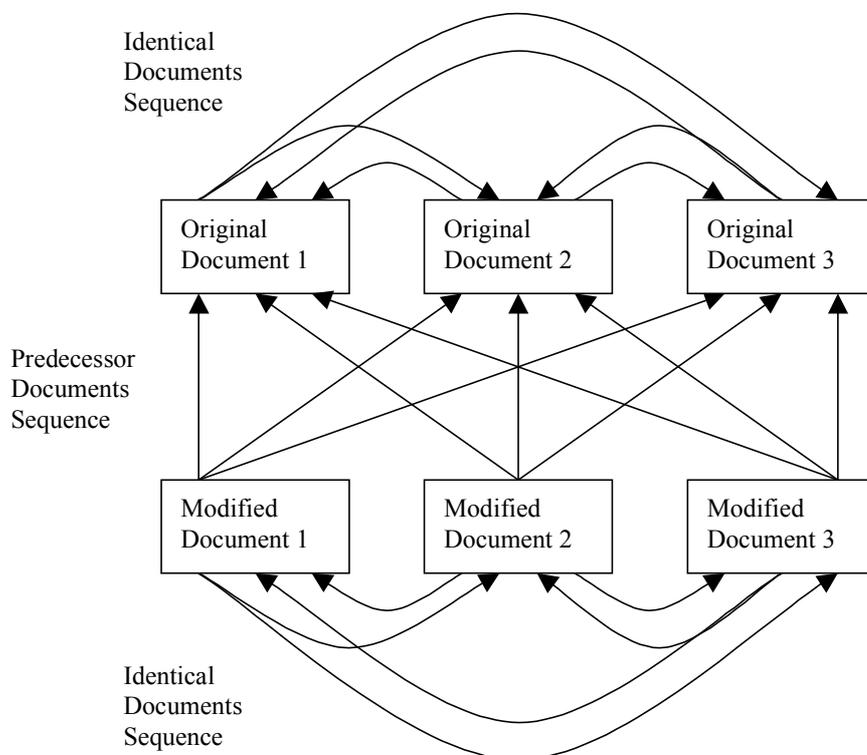 Identical
Documents
Sequence
Original
Document 1
Original
Document 2
Original
Document 3
Predecessor
Documents
Sequence
Modified
Document 1
Modified
Document 2
Modified
Document 3
Identical
Documents
Sequence